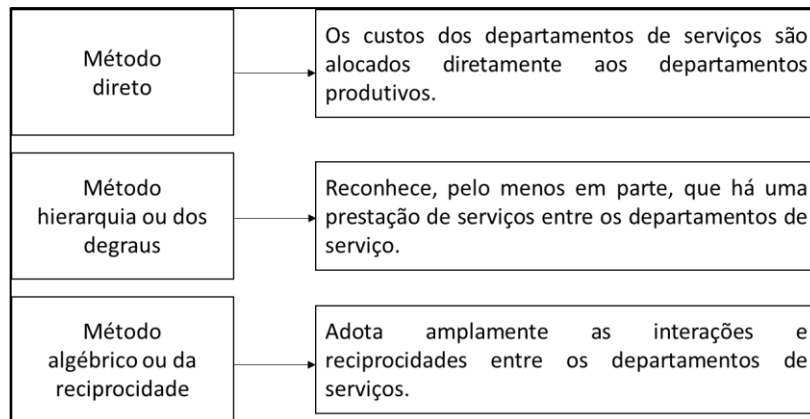 Método
direto
Os custos dos departamentos de serviços são
alocados diretamente aos departamentos
produtivos.
Método
hierarquia ou dos
degraus
Reconhece, pelo menos em parte, que há uma
prestação de serviços entre os departamentos de
serviço.
Método
algébrico ou da
reciprocidade
Adota amplamente as interações e
reciprocidades entre os departamentos de
serviços.